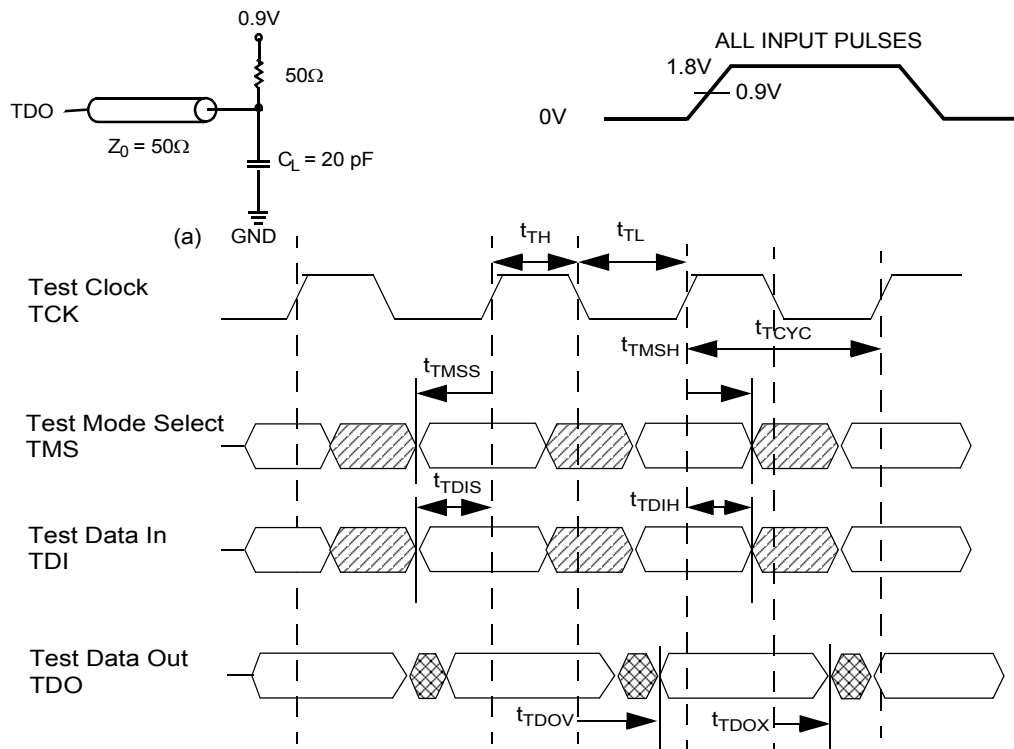 0.9V
ALL INPUT PULSES
50Ω
1.8V
0.9V
TDO
0V
Z0 = 50Ω
CL = 20 pF
(a)
GND
tTH
tTL
Test Clock
TCK
tTCYC
tTMSH
tTMSS
Test Mode Select
TMS
tTDIS
tTDIH
Test Data In
TDI
Test Data Out
TDO
tTDOV
tTDOX